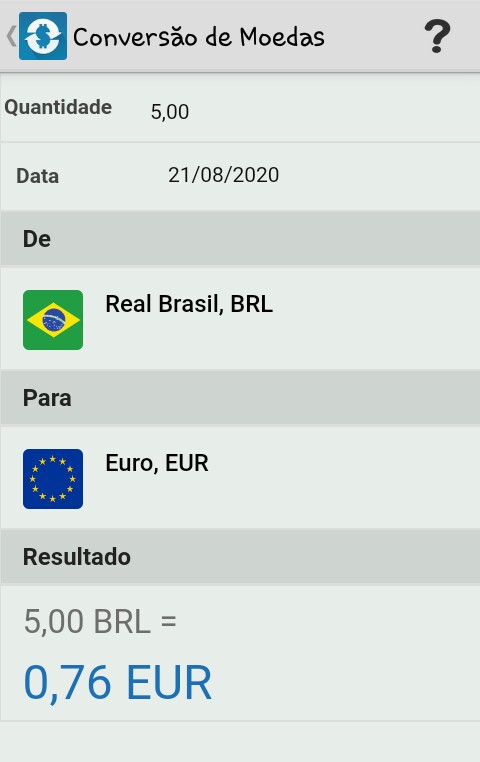 Conversão de Moedas ?
Quantidade 5,00
Data 21/08/2020
De
Real Brasil, BRL
Para
Euro, EUR
Resultado
5,00 BRL =
0,76 EUR